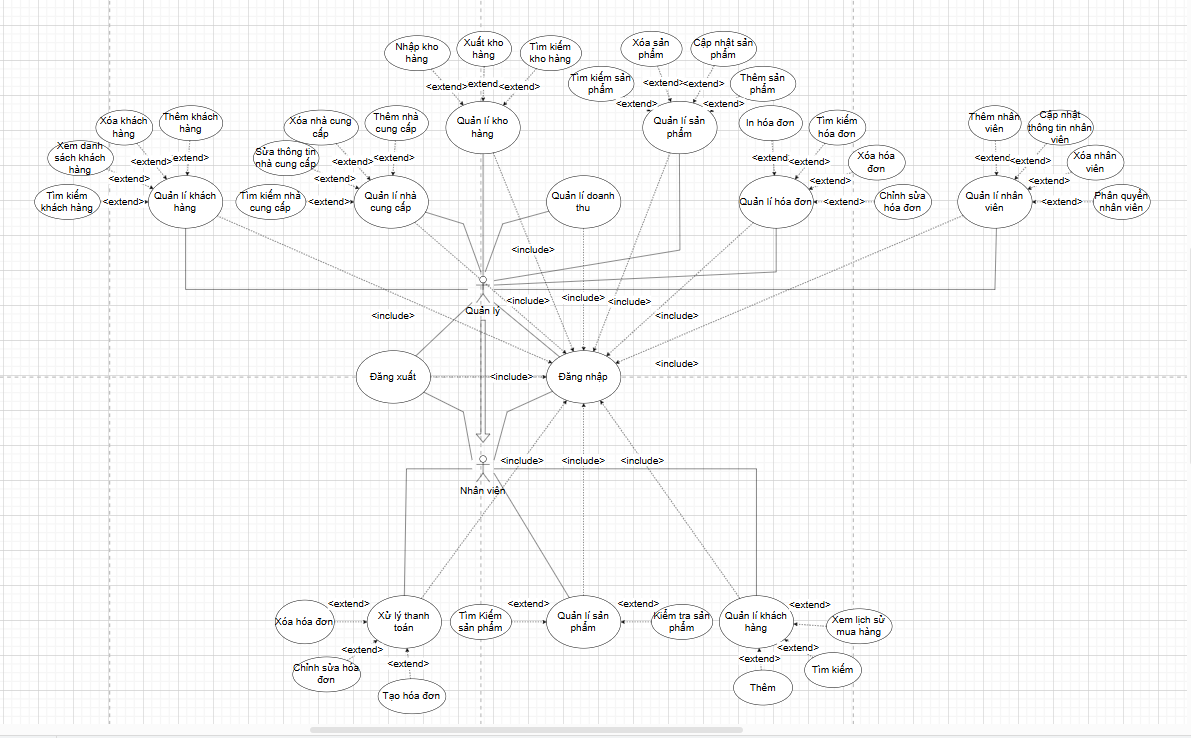 Nhập kho
hàng
Xuất kho
hàng
Tìm kiếm
kho hàng
Xóa sản
phẩm
Cập nhật sản
phẩm
Tìm kiếm sản
phẩm
Thêm sản
phẩm
<extend>
<extend>
<extend>
<extend>
<extend>
<extend>
<extend>
Xóa khách
hàng
Thêm khách
hàng
Xóa nhà cung
cấp
Thêm nhà
cung cấp
Quản lí kho
hàng
Quản lí sản
phẩm
In hóa đơn
Tìm kiếm
hóa đơn
Thêm nhân
viên
Cập nhật
thông tin nhân
viên
Xem danh
sách khách
hàng
<extend>
<extend>
Sửa thông tin
nhà cung cấp
<extend>
<extend>
<extend>
<extend>
Xóa hóa
đơn
<extend>
<extend>
Xóa nhân
viên
<extend>
<extend>
<extend>
<extend>
Tìm kiếm
khách hàng
<extend>
Quản lí khách
hàng
Tìm kiếm nhà
cung cấp
<extend>
Quản lí nhà
cung cấp
Quản lí doanh
thu
Quản lí hóa đơn
<extend>
Chỉnh sửa
hóa đơn
Quản lí nhân
viên
<extend>
Phân quyền
nhân viên
<include>
<include>
<include>
<include>
Quản lý
<include>
<include>
<include>
Đăng xuất
<include>
Đăng nhập
<include>
<include>
<include>
Nhân viên
<extend>
<extend>
<extend>
<extend>
Xóa hóa đơn
Xử lý thanh
toán
Tìm Kiếm
sản phẩm
Quản lí sản
phẩm
Kiểm tra sản
phẩm
Quản lí khách
hàng
Xem lịch sử
mua hàng
<extend>
<extend>
<extend>
<extend>
Chỉnh sửa hóa
đơn
Tìm kiếm
Tạo hóa đơn
Thêm